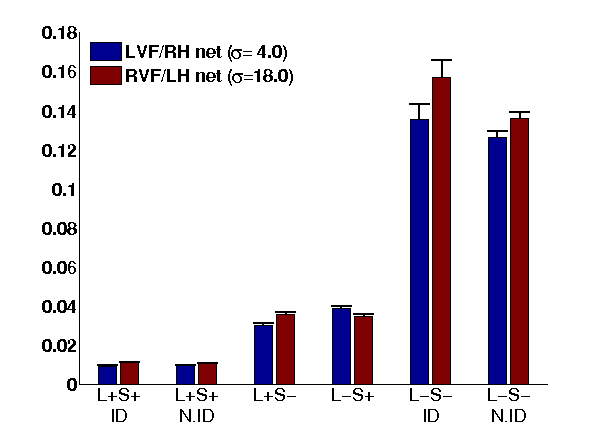 0.18
LVF/RH net (σ= 4.0)
0.16
RVF/LH net (σ=18.0)
0.14
0.12
0.1
0.08
0.06
0.04
0.02
0
L+S+ L+S+ L+S− L−S+ L−S− L−S−
ID N.ID ID N.ID